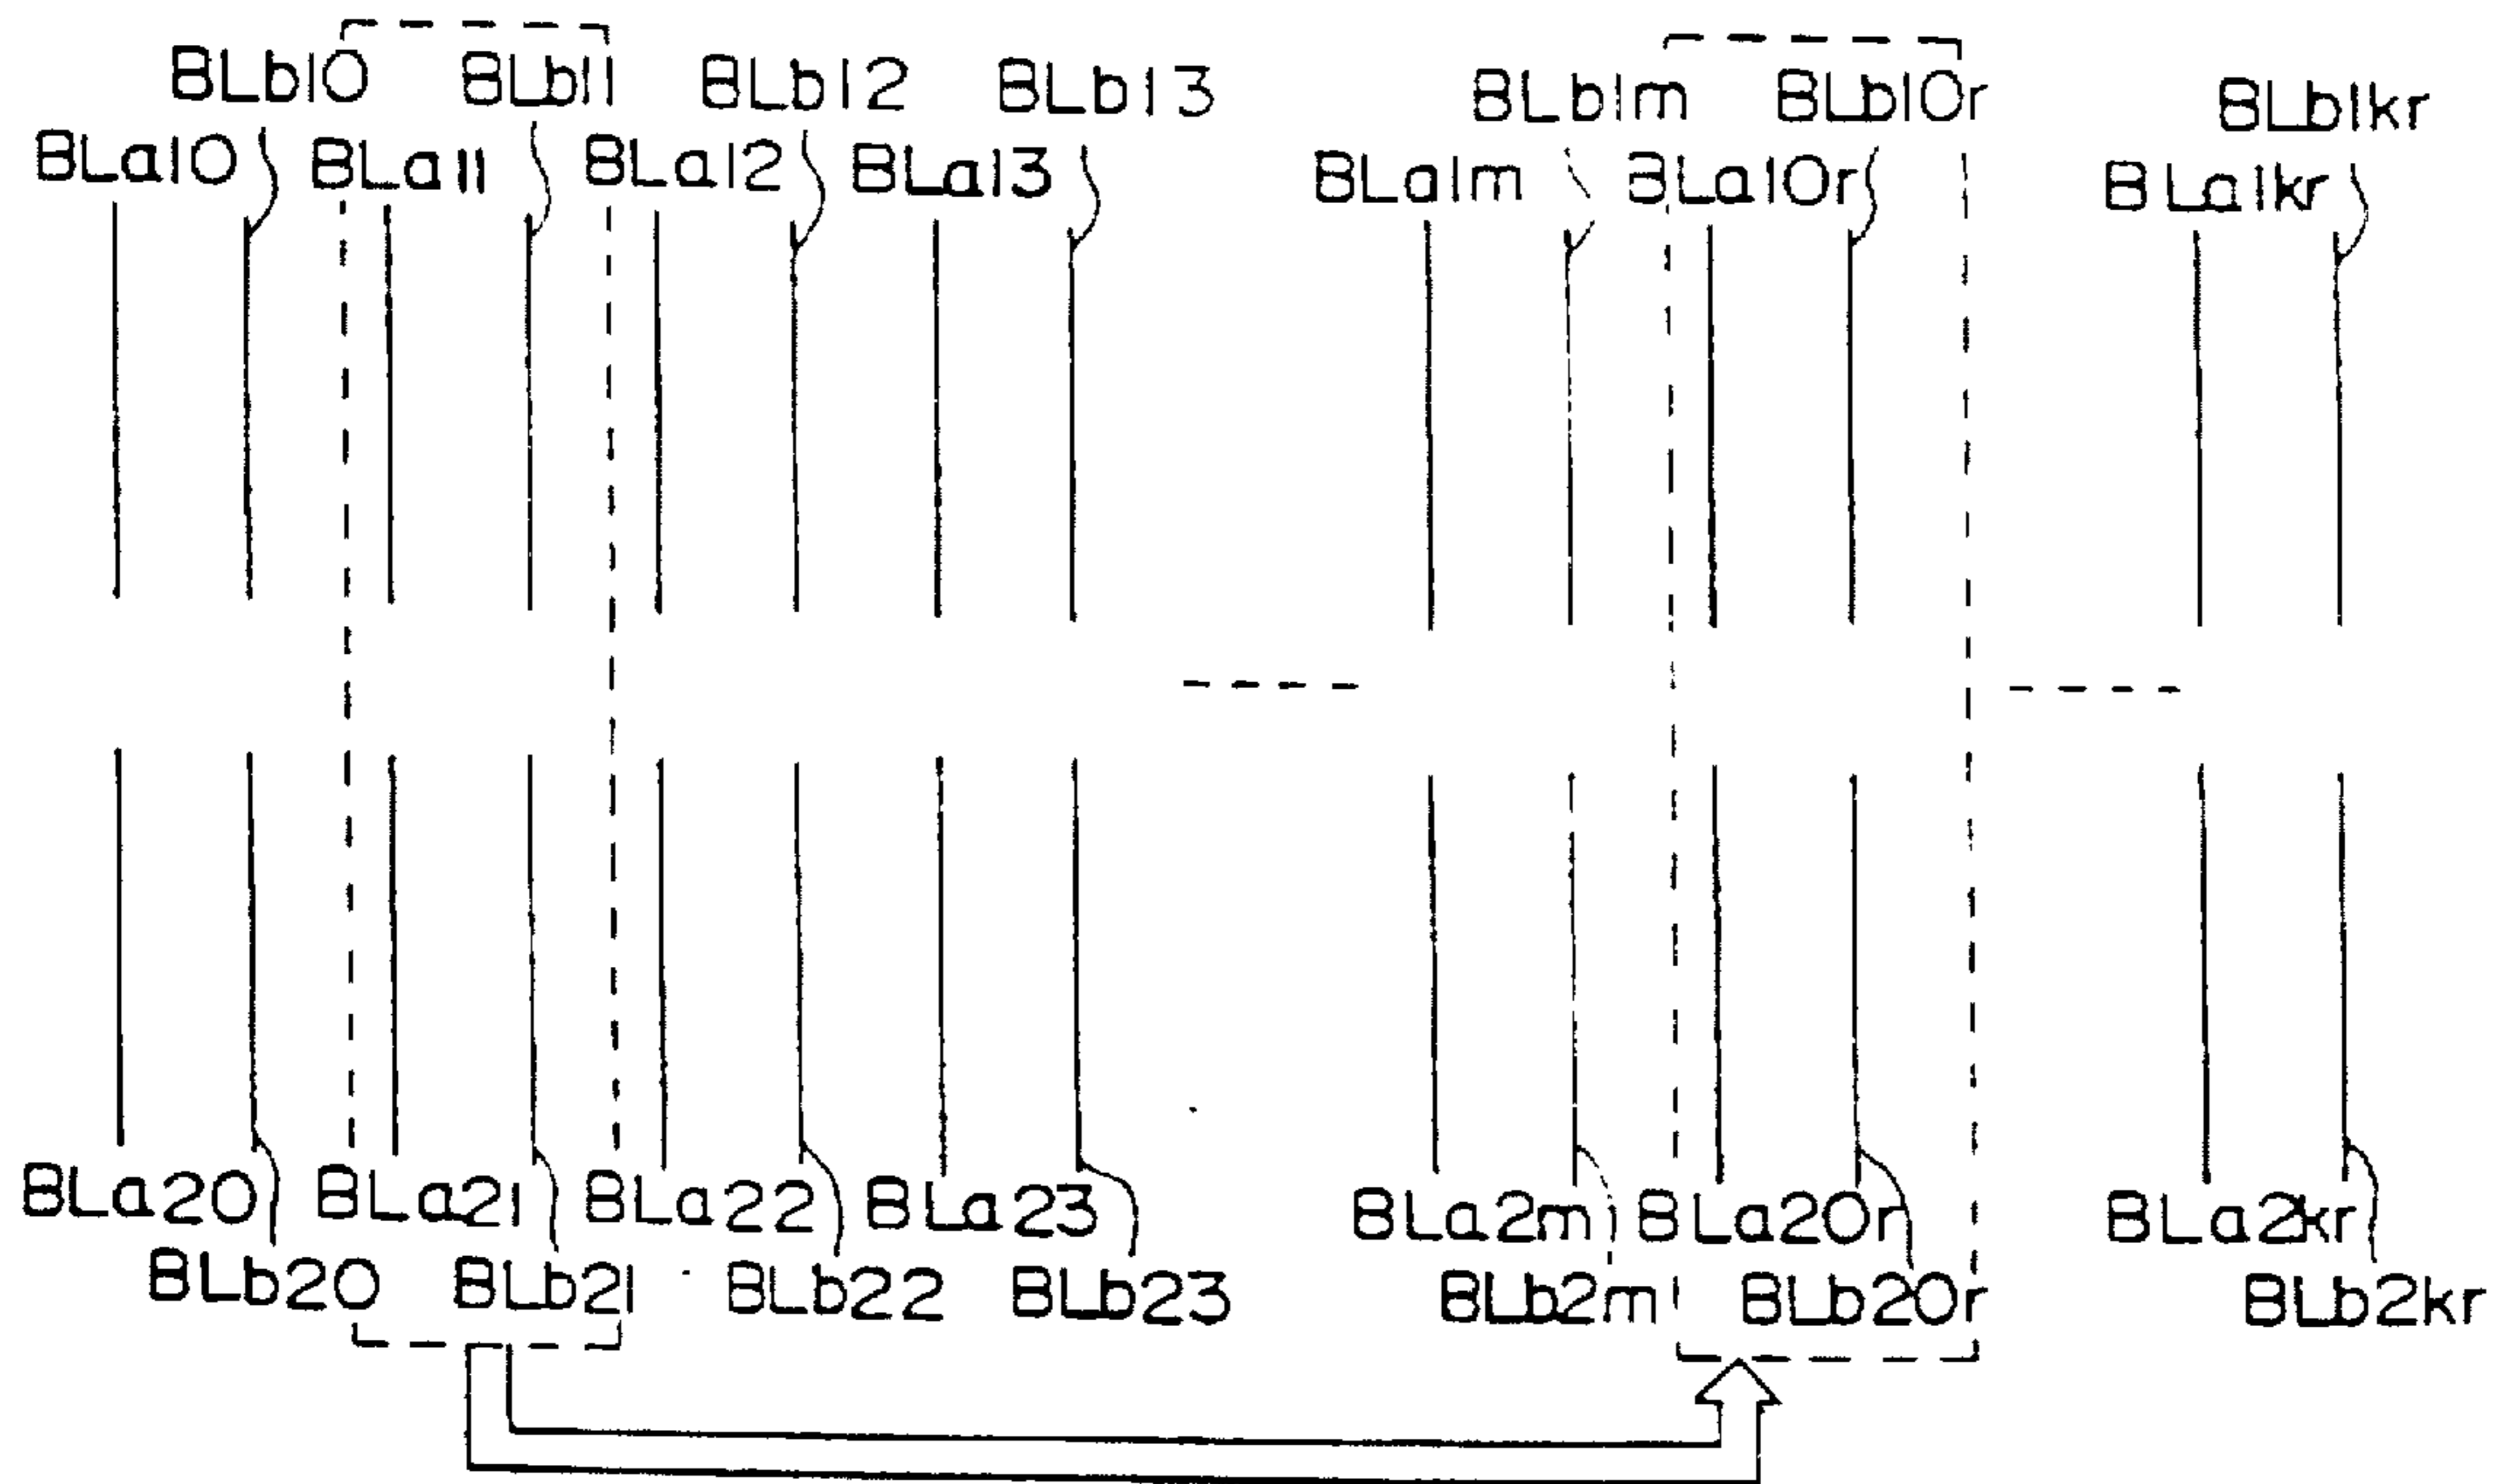 BLb10 BLb11 BLb12 BLb13 BLb1m BLb10r BLb1kr
BLa10 BLa11 BLa12 BLa13 BLa1m BLa10r BLa1kr
BLa20 BLa21 BLa22 BLa23 BLa2m BLa20r BLa2kr
BLb20 BLb21 BLb22 BLb23 BLb2m BLb20r BLb2kr